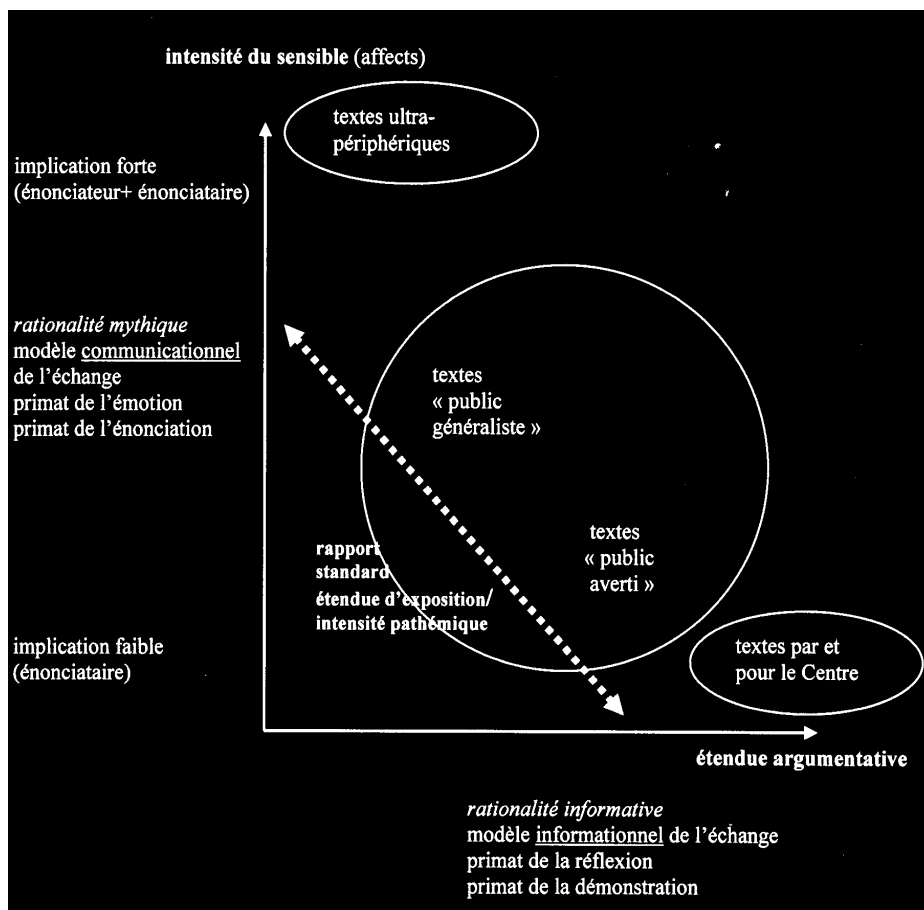 intensité du sensible (affects)
textes ultra-
périphériques
implication forte
(énonciateur+ énonciataire)
rationalité mythique
modèle communicationnel
de l'échange
primat de l'émotion
primat de l'énonciation
textes
« public
généraliste »
textes
« public
averti »
rapport
standard
étendue d'exposition/
intensité pathémique
implication faible
(énonciataire)
textes par et
pour le Centre
étendue argumentative
rationalité informative
modèle informationnel de l'échange
primat de la réflexion
primat de la démonstration